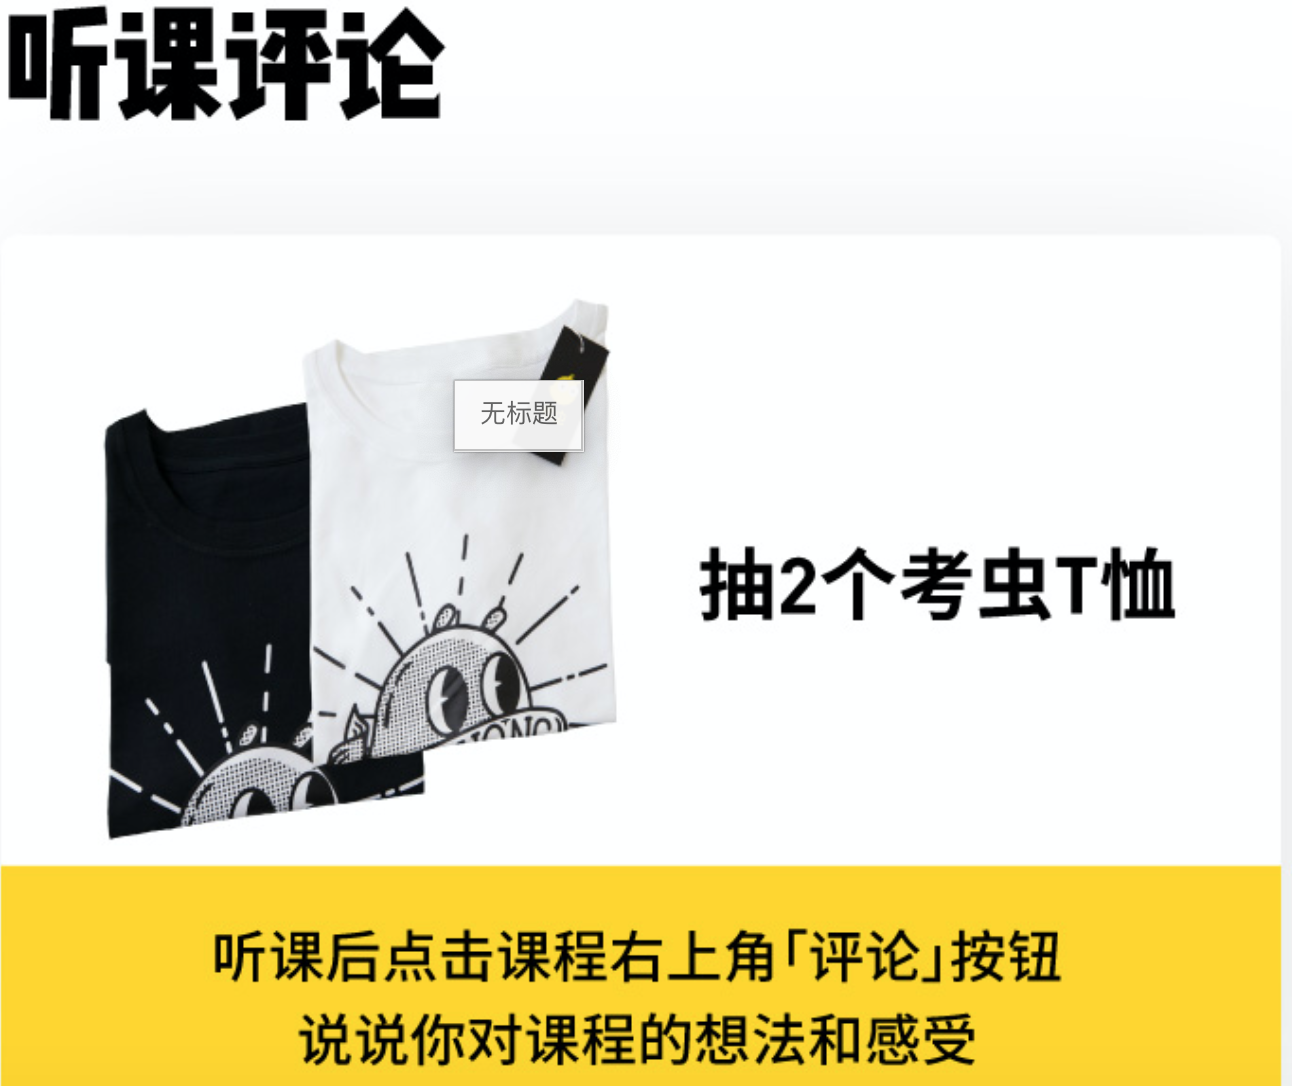 听课评论
无标题
抽2个考虫T恤
听课后点击课程右上角「评论」按钮
说说你对课程的想法和感受